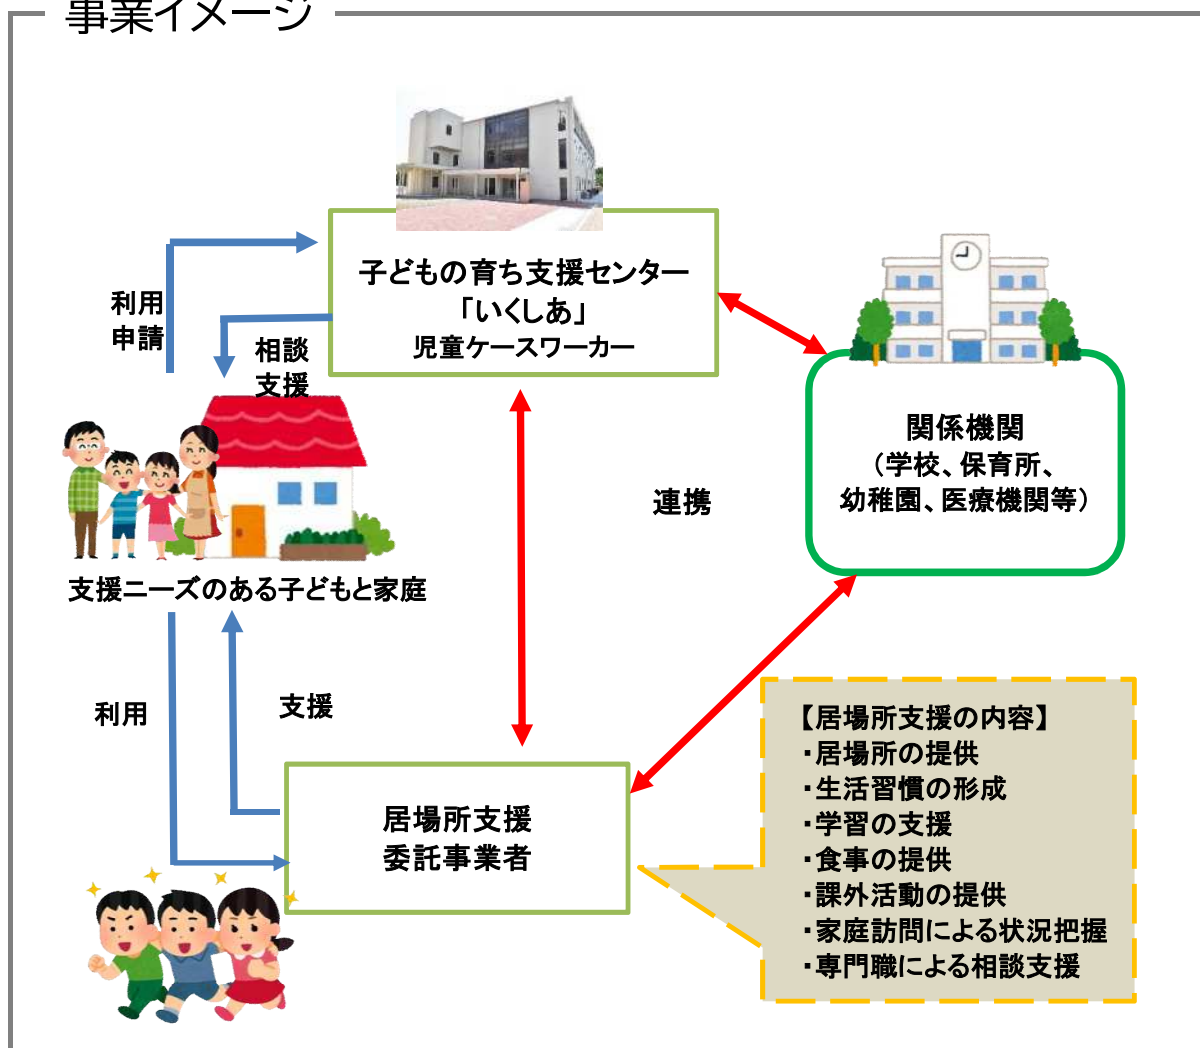 事業イメージ
子どもの育ち支援センター
「いくしあ」
児童ケースワーカー
利用
申請
相談
支援
関係機関
（学校、保育所、
幼稚園、医療機関等）
連携
支援ニーズのある子どもと家庭
利用
支援
居場所支援
委託事業者
【居場所支援の内容】
・居場所の提供
・生活習慣の形成
・学習の支援
・食事の提供
・課外活動の提供
・家庭訪問による状況把握
・専門職による相談支援